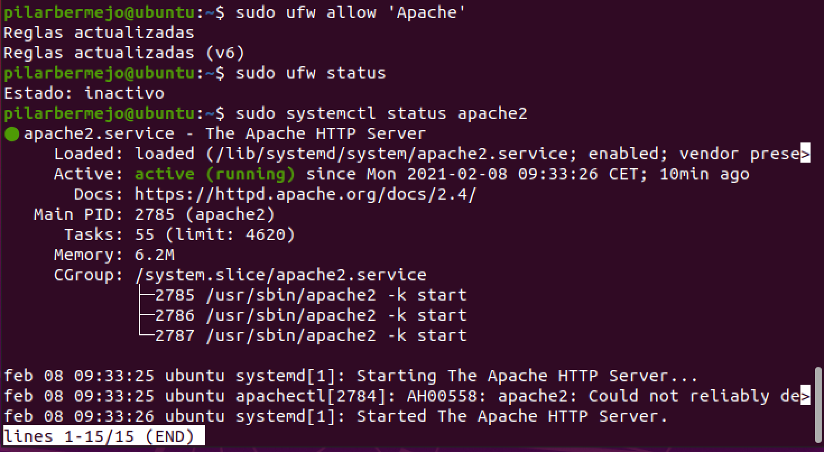 pilarbermejo@ubuntu:~$ sudo ufw allow 'Apache'
Reglas actualizadas
Reglas actualizadas (v6)
pilarbermejo@ubuntu:~$ sudo ufw status
Estado: inactivo
pilarbermejo@ubuntu:~$ sudo systemctl status apache2
● apache2.service - The Apache HTTP Server
     Loaded: loaded (/lib/systemd/system/apache2.service; enabled; vendor prese>
     Active: active (running) since Mon 2021-02-08 09:33:26 CET; 10min ago
       Docs: https://httpd.apache.org/docs/2.4/
   Main PID: 2785 (apache2)
      Tasks: 55 (limit: 4620)
     Memory: 6.2M
     CGroup: /system.slice/apache2.service
             ├─2785 /usr/sbin/apache2 -k start
             ├─2786 /usr/sbin/apache2 -k start
             └─2787 /usr/sbin/apache2 -k start
feb 08 09:33:25 ubuntu systemd[1]: Starting The Apache HTTP Server...
feb 08 09:33:25 ubuntu apachectl[2784]: AH00558: apache2: Could not reliably de>
feb 08 09:33:26 ubuntu systemd[1]: Started The Apache HTTP Server.
lines 1-15/15 (END)